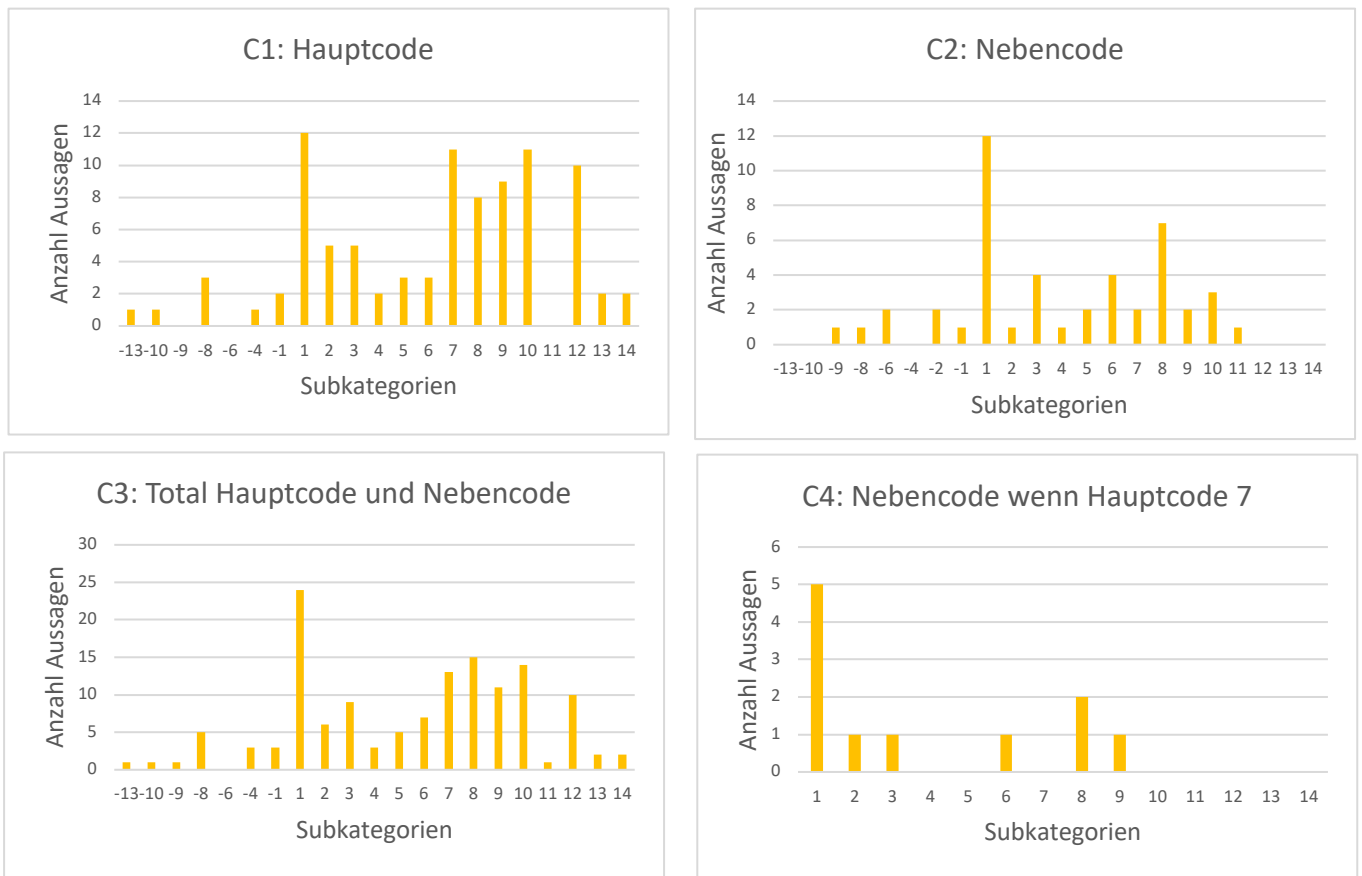 C1: Hauptcode
Anzahl Aussagen
14
12
10
8
6
4
2
0
-13 -10 -9 -8 -6 -4 -1 1 2 3 4 5 6 7 8 9 10 11 12 13 14
Subkategorien
C2: Nebencode
Anzahl Aussagen
14
12
10
8
6
4
2
0
-13 -10 -9 -8 -6 -4 -2 -1 1 2 3 4 5 6 7 8 9 10 11 12 13 14
Subkategorien
C3: Total Hauptcode und Nebencode
Anzahl Aussagen
30
25
20
15
10
5
0
-13 -10 -9 -8 -6 -4 -1 1 2 3 4 5 6 7 8 9 10 11 12 13 14
Subkategorien
C4: Nebencode wenn Hauptcode 7
Anzahl Aussagen
6
5
4
3
2
1
0
1 2 3 4 5 6 7 8 9 10 11 12 13 14
Subkategorien